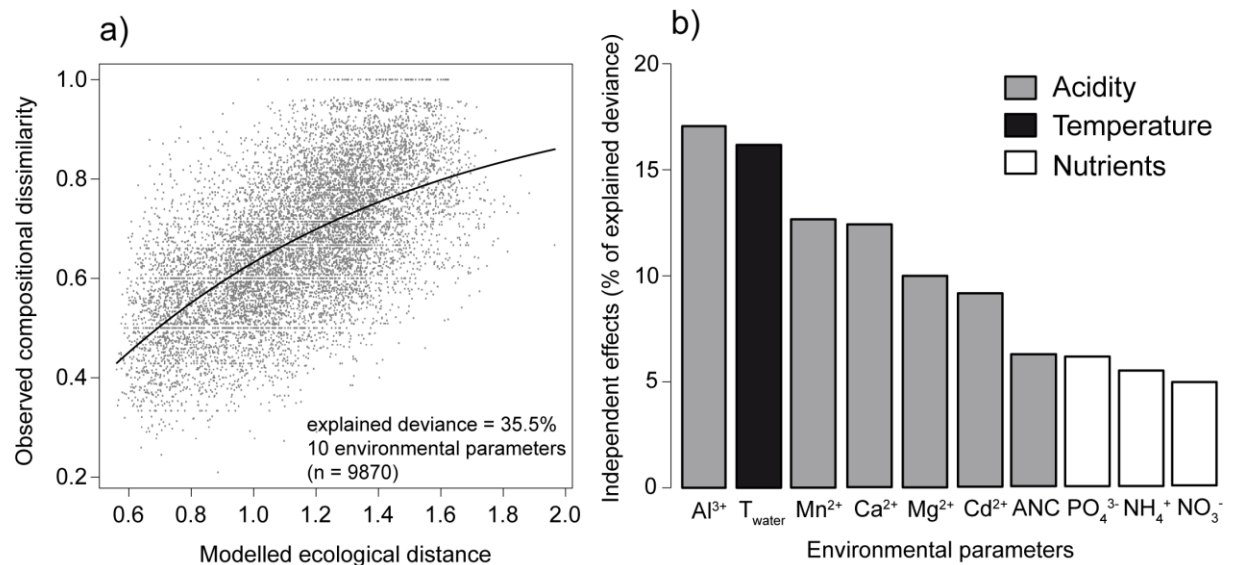 a)
Observed compositional dissimilarity
1.0
0.8
0.6
0.4
0.2
explained deviance = 35.5%
10 environmental parameters
(n = 9870)
0.6 0.8 1.0 1.2 1.4 1.6 1.8 2.0
Modelled ecological distance
b)
Independent effects (% of explained deviance)
20
15
10
5
0
Acidity
Temperature
Nutrients
Al³⁺ T_water Mn²⁺ Ca²⁺ Mg²⁺ Cd²⁺ ANC PO₄³⁻ NH₄⁺ NO₃⁻
Environmental parameters